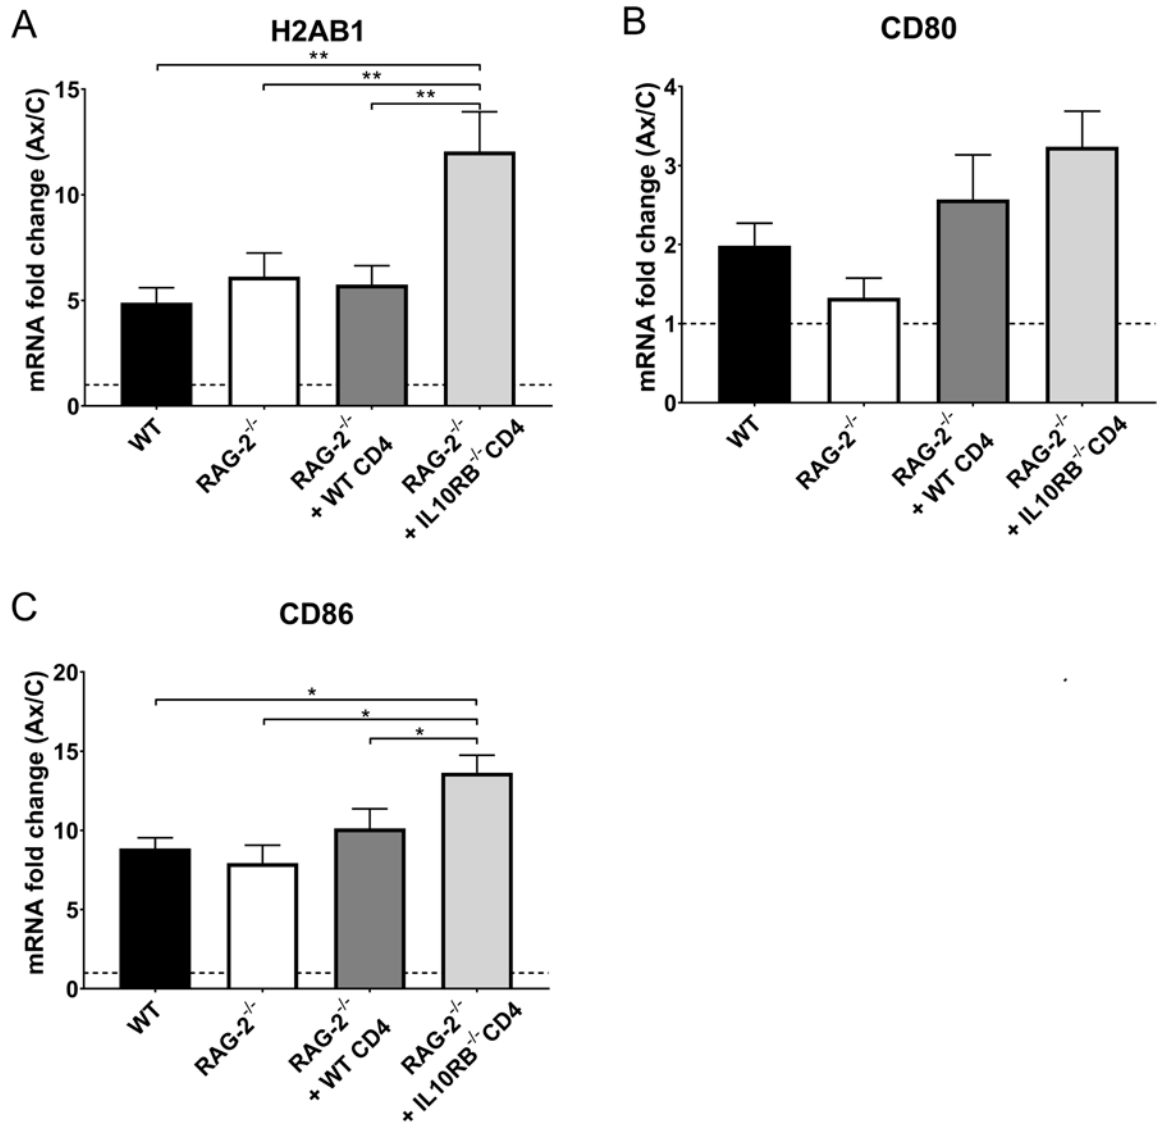 A
H2AB1
**
**
**
mRNA fold change (Ax/C)
15
10
5
0
WT
RAG-2-/-
RAG-2-/-
+ WT CD4
RAG-2-/-
+ IL10RB-/-CD4
B
CD80
mRNA fold change (Ax/C)
4
3
2
1
0
WT
RAG-2-/-
RAG-2-/-
+ WT CD4
RAG-2-/-
+ IL10RB-/-CD4
C
CD86
*
*
*
mRNA fold change (Ax/C)
20
15
10
5
0
WT
RAG-2-/-
RAG-2-/-
+ WT CD4
RAG-2-/-
+ IL10RB-/-CD4